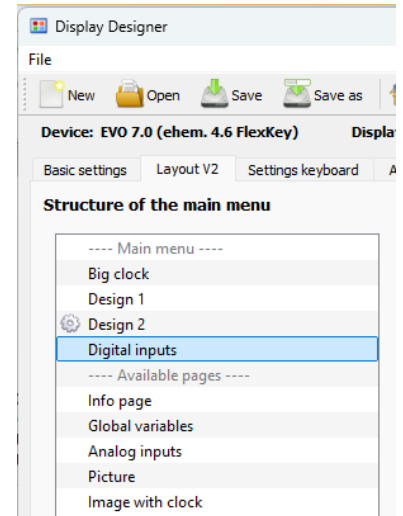 Display Designer
File
New Open Save Save as
Device: EVO 7.0 (ehem. 4.6 FlexKey) Displa
Basic settings Layout V2 Settings keyboard A
Structure of the main menu
---- Main menu ----
Big clock
Design 1
Design 2
Digital inputs
---- Available pages ----
Info page
Global variables
Analog inputs
Picture
Image with clock